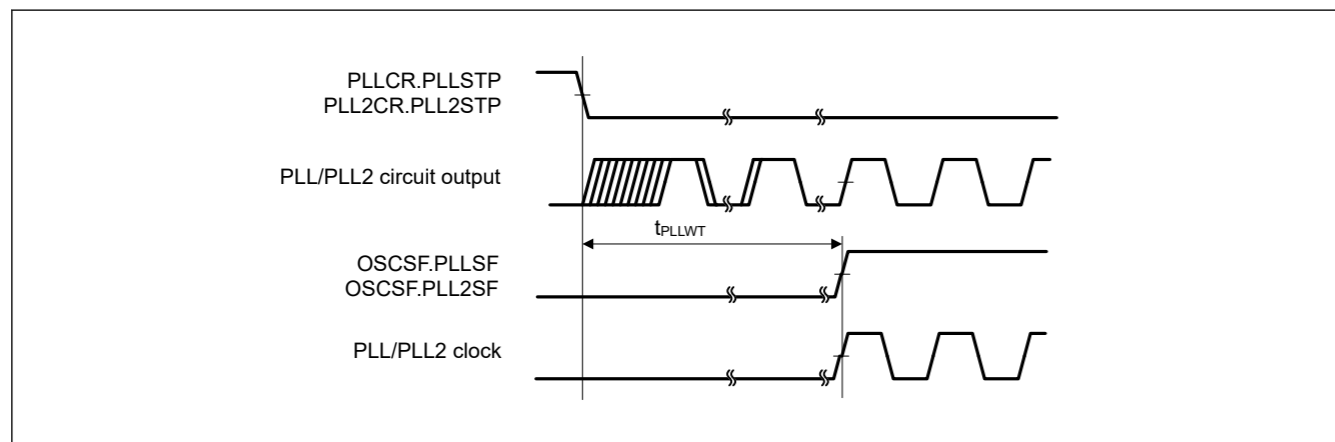 PLLCR.PLLSTP
PLL2CR.PLL2STP
PLL/PLL2 circuit output
tPLLWT
OSCSF.PLLSF
OSCSF.PLL2SF
PLL/PLL2 clock